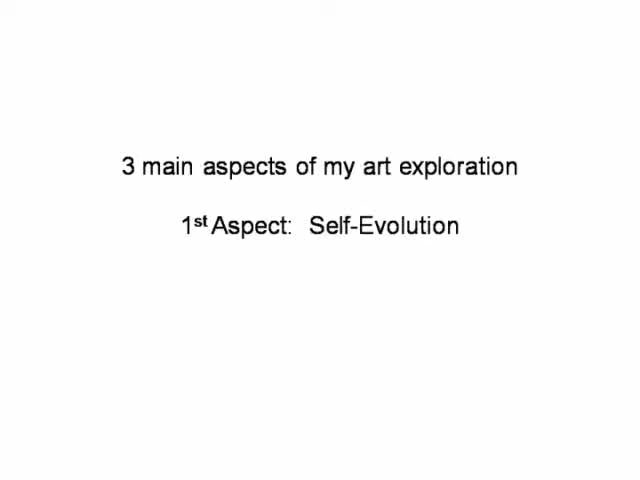 3 main aspects of my art exploration
1st Aspect: Self-Evolution